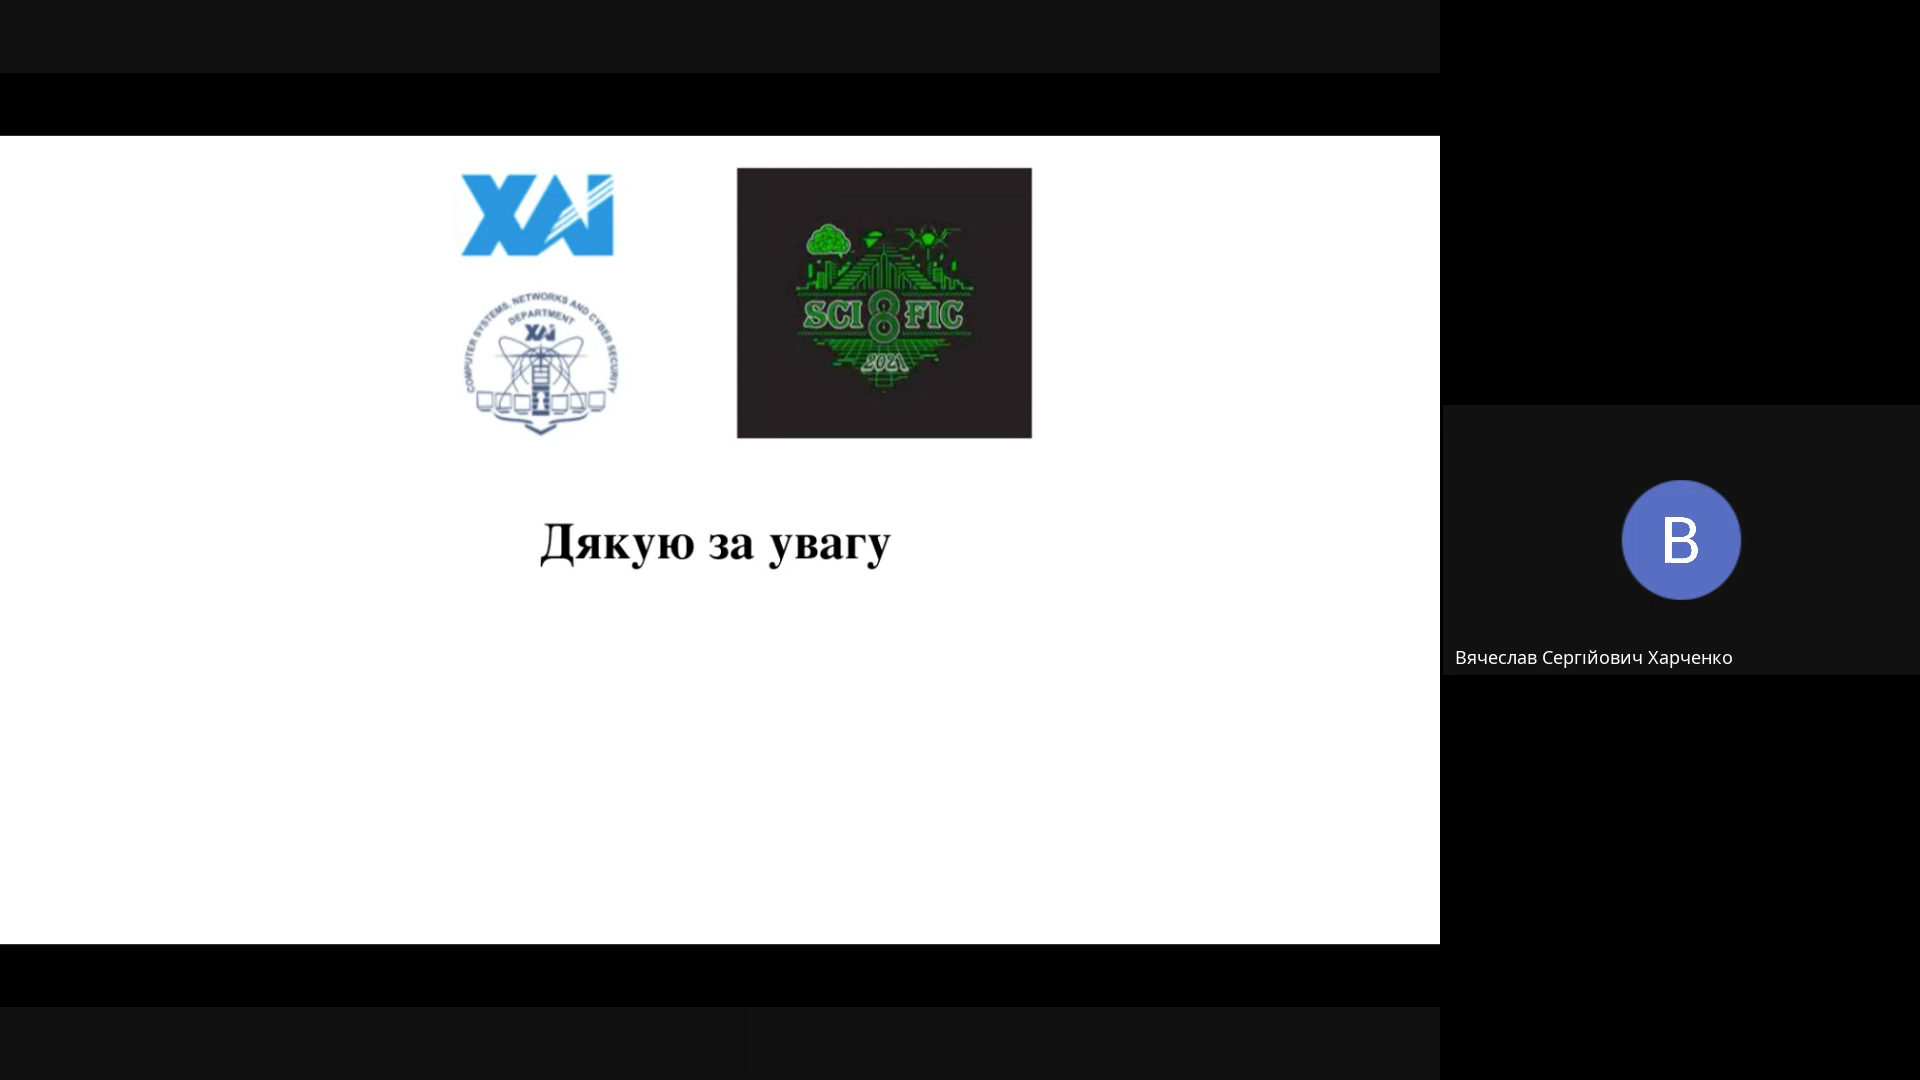 ХАІ
COMPUTER SYSTEMS, NETWORKS AND CYBER SECURITY
DEPARTMENT
ХАІ
SCI 8 FIC
2021
Дякую за увагу
В
Вячеслав Сергійович Харченко